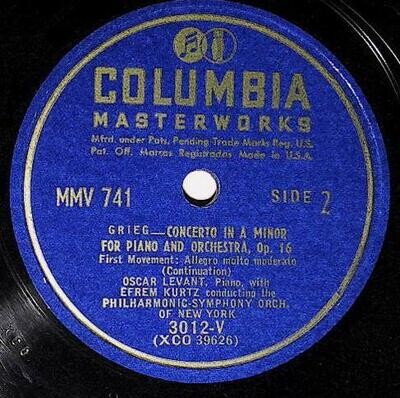 COLUMBIA
MASTERWORKS
Mfrd. under Pats. Pending Trade Marks Reg. U.S.
Pat. Off. Marcas Registradas Made in U.S.A.
MMV 741 SIDE 2
GRIEG—CONCERTO IN A MINOR
FOR PIANO AND ORCHESTRA, Op. 16
First Movement: Allegro molto moderato
(Continuation)
OSCAR LEVANT, Piano, with
EFREM KURTZ conducting the
PHILHARMONIC-SYMPHONY ORCH.
OF NEW YORK
3012-V
(XCO 39626)